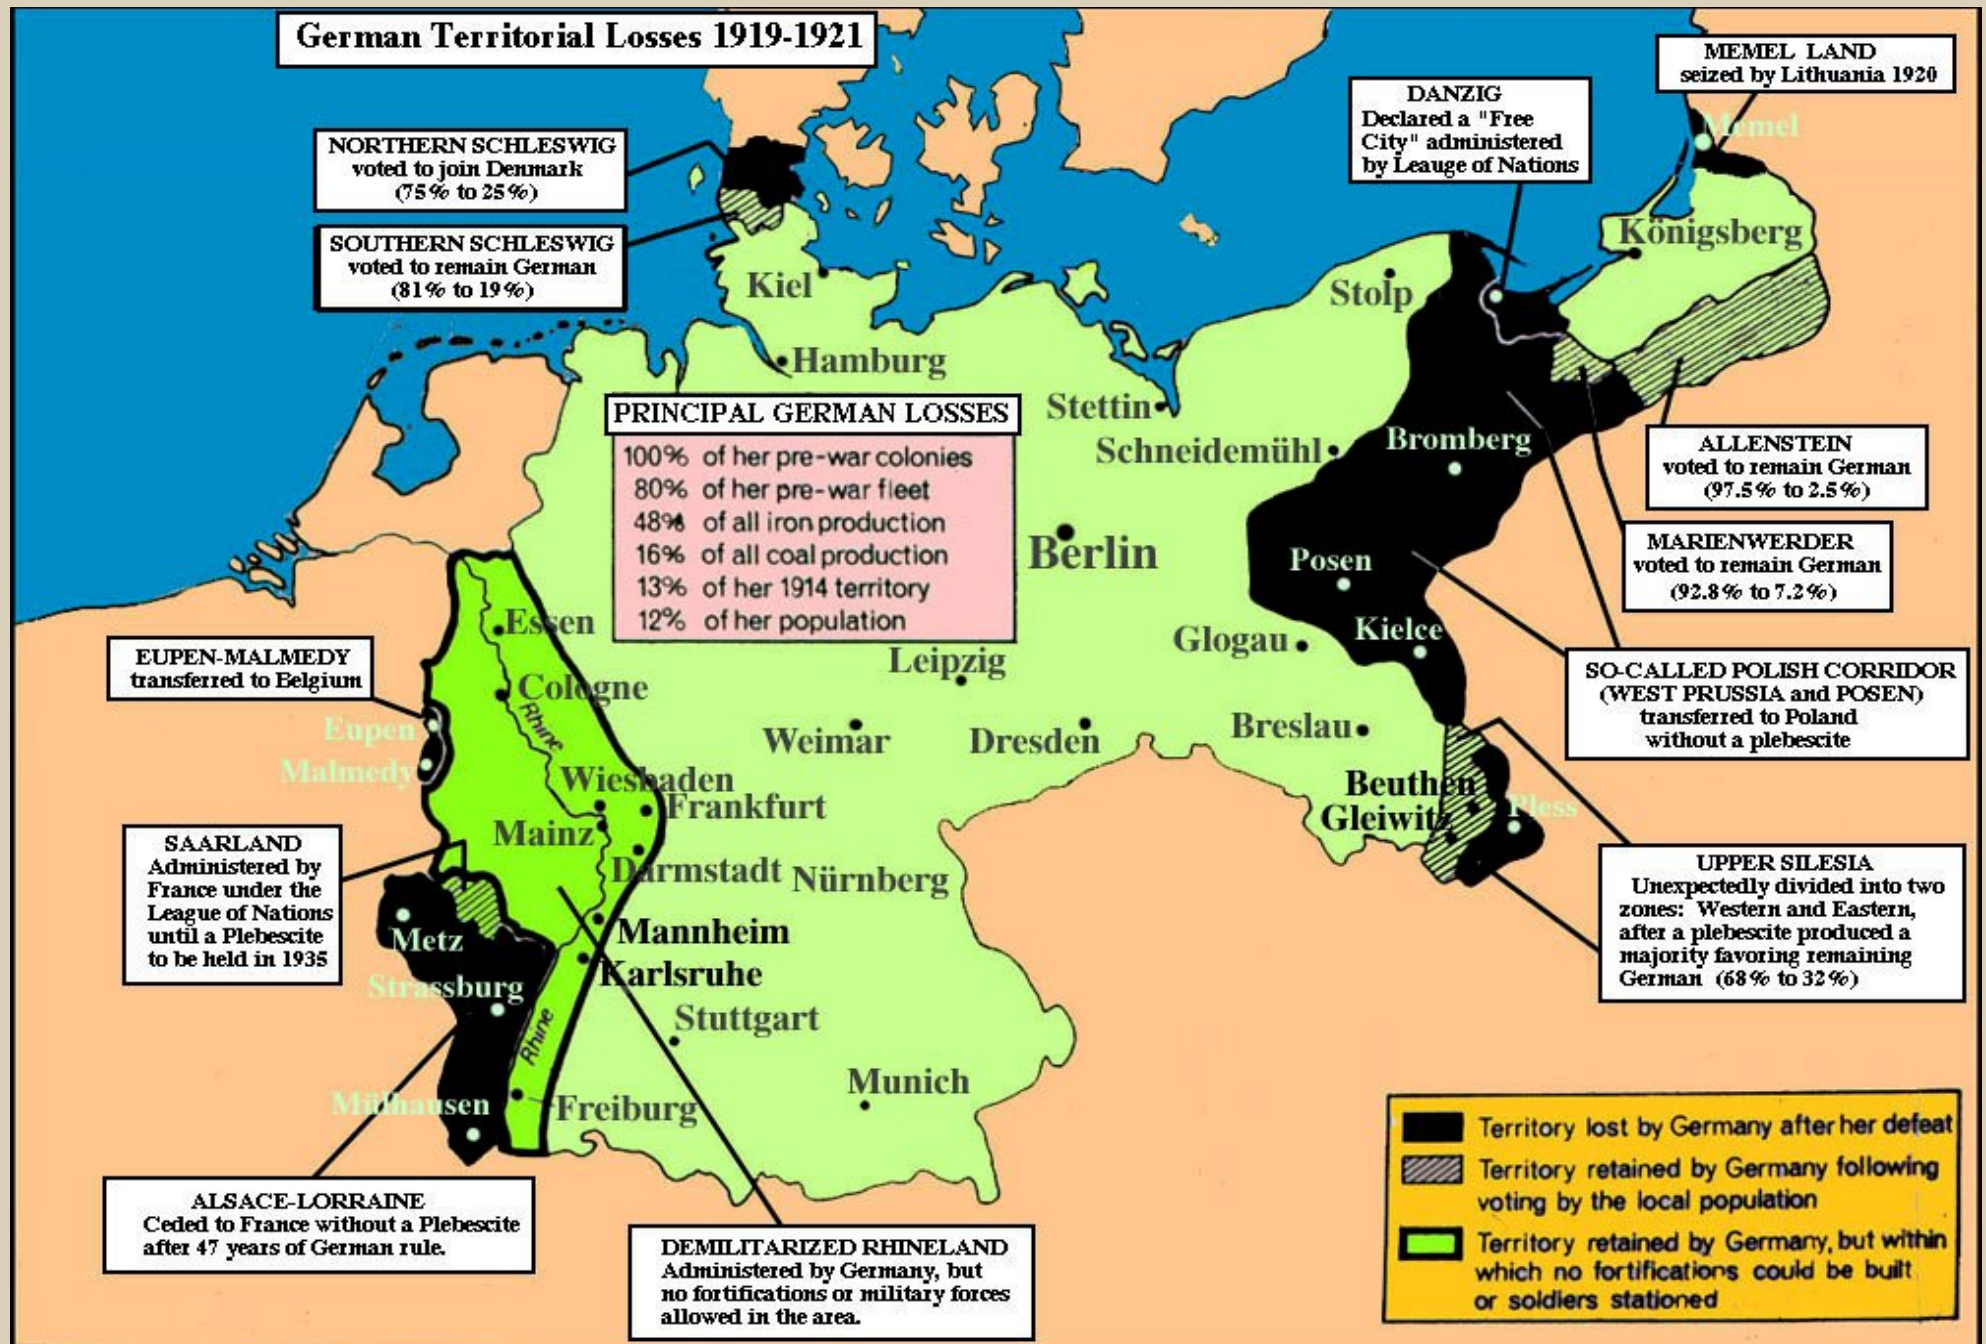 German Territorial Losses 1919-1921
MEMEL LAND
seized by Lithuania 1920
DANZIG
Declared a "Free
City" administered
by Leauge of Nations
NORTHERN SCHLESWIG
voted to join Denmark
(75% to 25%)
SOUTHERN SCHLESWIG
voted to remain German
(81% to 19%)
Memel
Königsberg
Kiel
Stolp
Hamburg
Stettin
Schneidemühl
Bromberg
PRINCIPAL GERMAN LOSSES
100% of her pre-war colonies
80% of her pre-war fleet
48% of all iron production
16% of all coal production
13% of her 1914 territory
12% of her population
ALLENSTEIN
voted to remain German
(97.5% to 2.5%)
MARIENWERDER
voted to remain German
(92.8% to 7.2%)
Berlin
Posen
Kielce
Essen
Glogau
Leipzig
EUPEN-MALMEDY
transferred to Belgium
SO-CALLED POLISH CORRIDOR
(WEST PRUSSIA and POSEN)
transferred to Poland
without a plebescite
Cologne
Rhine
Eupen
Malmedy
Weimar
Dresden
Breslau
Wiesbaden
Frankfurt
Mainz
Darmstadt
Nürnberg
Beuthen
Gleiwitz
Pless
SAARLAND
Administered by
France under the
League of Nations
until a Plebescite
to be held in 1935
UPPER SILESIA
Unexpectedly divided into two
zones: Western and Eastern,
after a plebescite produced a
majority favoring remaining
German (68% to 32%)
Metz
Mannheim
Karlsruhe
Strassburg
Stuttgart
Rhine
Munich
Mülhausen
Freiburg
ALSACE-LORRAINE
Ceded to France without a Plebescite
after 47 years of German rule.
DEMILITARIZED RHINELAND
Administered by Germany, but
no fortifications or military forces
allowed in the area.
Territory lost by Germany after her defeat
Territory retained by Germany following
voting by the local population
Territory retained by Germany, but within
which no fortifications could be built
or soldiers stationed